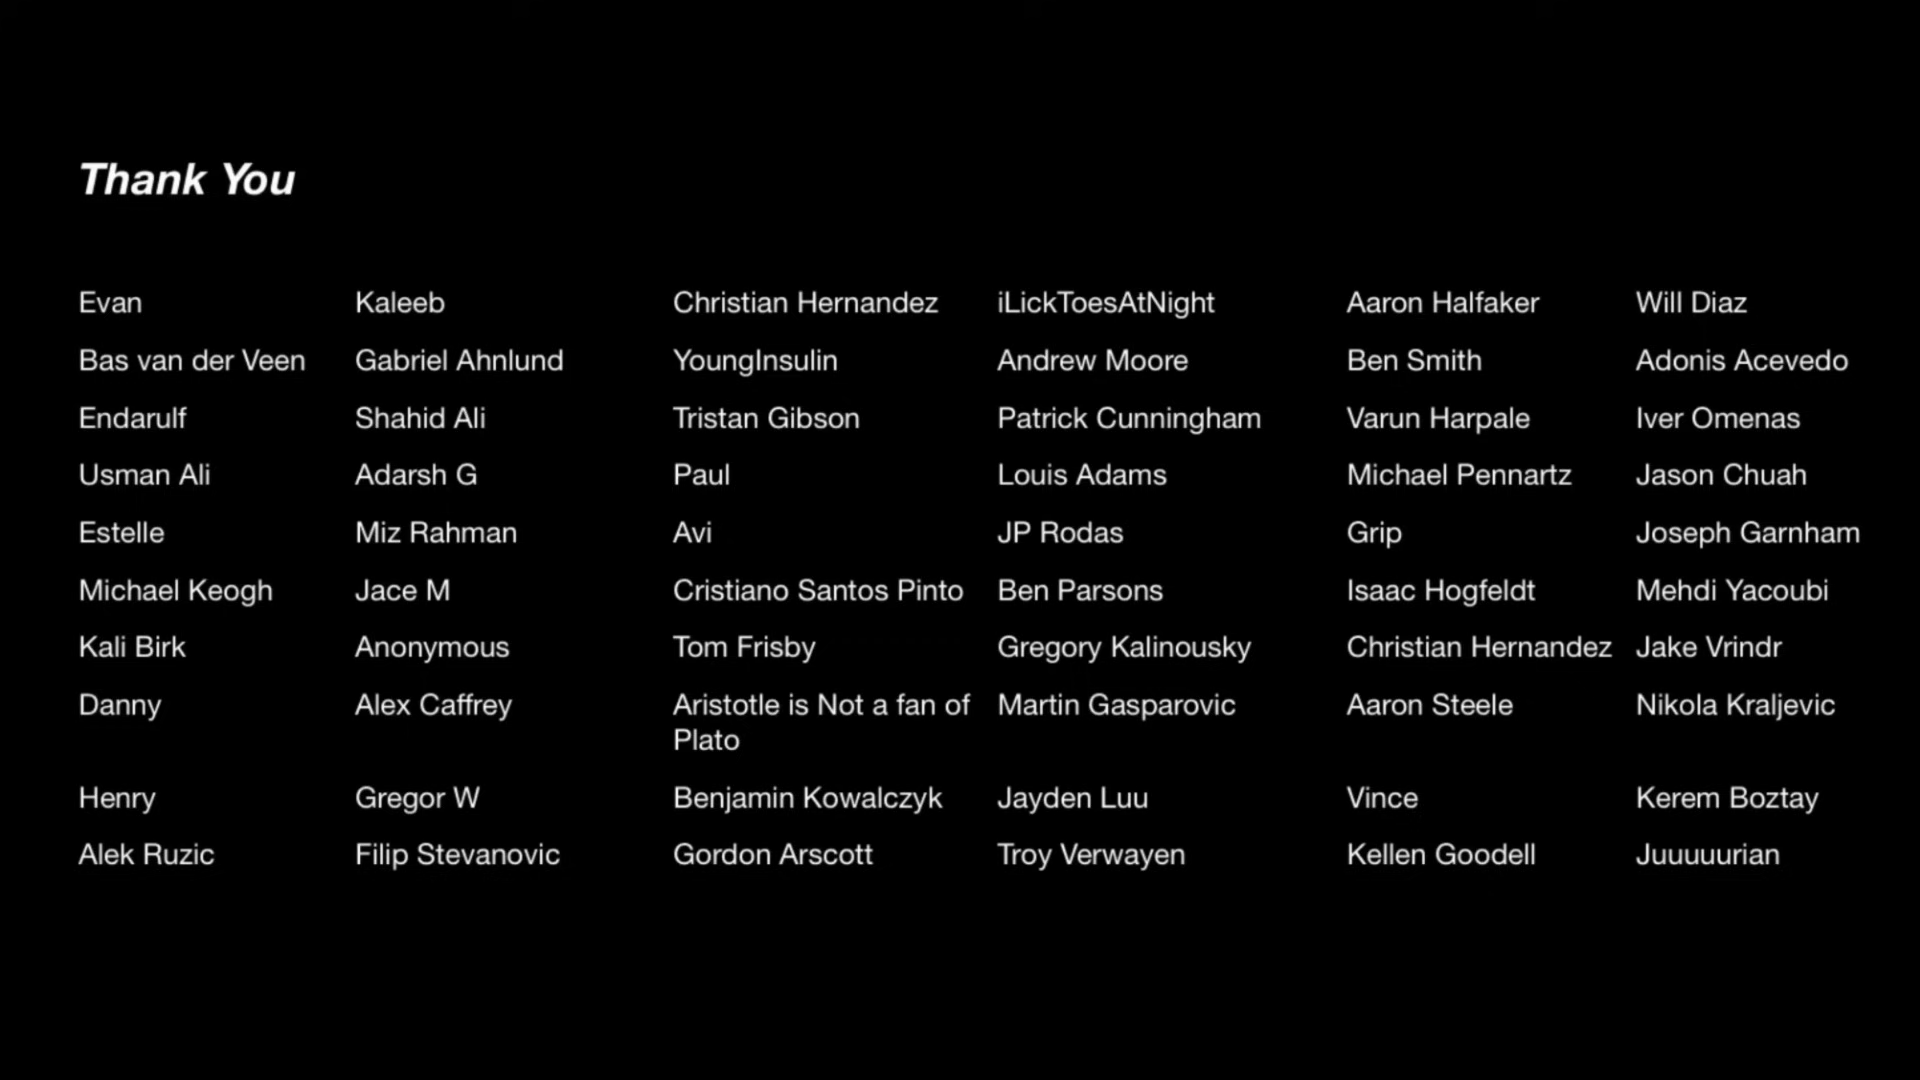 Thank You
Evan Kaleeb Christian Hernandez iLickToesAtNight Aaron Halfaker Will Diaz
Bas van der Veen Gabriel Ahnlund YoungInsulin Andrew Moore Ben Smith Adonis Acevedo
Endarulf Shahid Ali Tristan Gibson Patrick Cunningham Varun Harpale Iver Omenas
Usman Ali Adarsh G Paul Louis Adams Michael Pennartz Jason Chuah
Estelle Miz Rahman Avi JP Rodas Grip Joseph Garnham
Michael Keogh Jace M Cristiano Santos Pinto Ben Parsons Isaac Hogfeldt Mehdi Yacoubi
Kali Birk Anonymous Tom Frisby Gregory Kalinousky Christian Hernandez Jake Vrindr
Danny Alex Caffrey Aristotle is Not a fan of Martin Gasparovic Aaron Steele Nikola Kraljevic
Plato
Henry Gregor W Benjamin Kowalczyk Jayden Luu Vince Kerem Boztay
Alek Ruzic Filip Stevanovic Gordon Arscott Troy Verwayen Kellen Goodell Juuuuurian